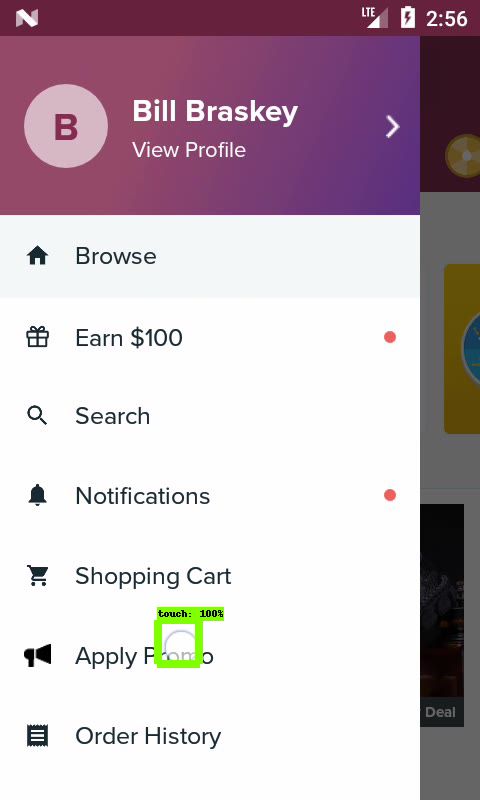 LTE 2:56
B
Bill Braskey
View Profile
Browse
Earn $100
Search
Notifications
Shopping Cart
touch: 100%
Apply Promo
Deal
Order History